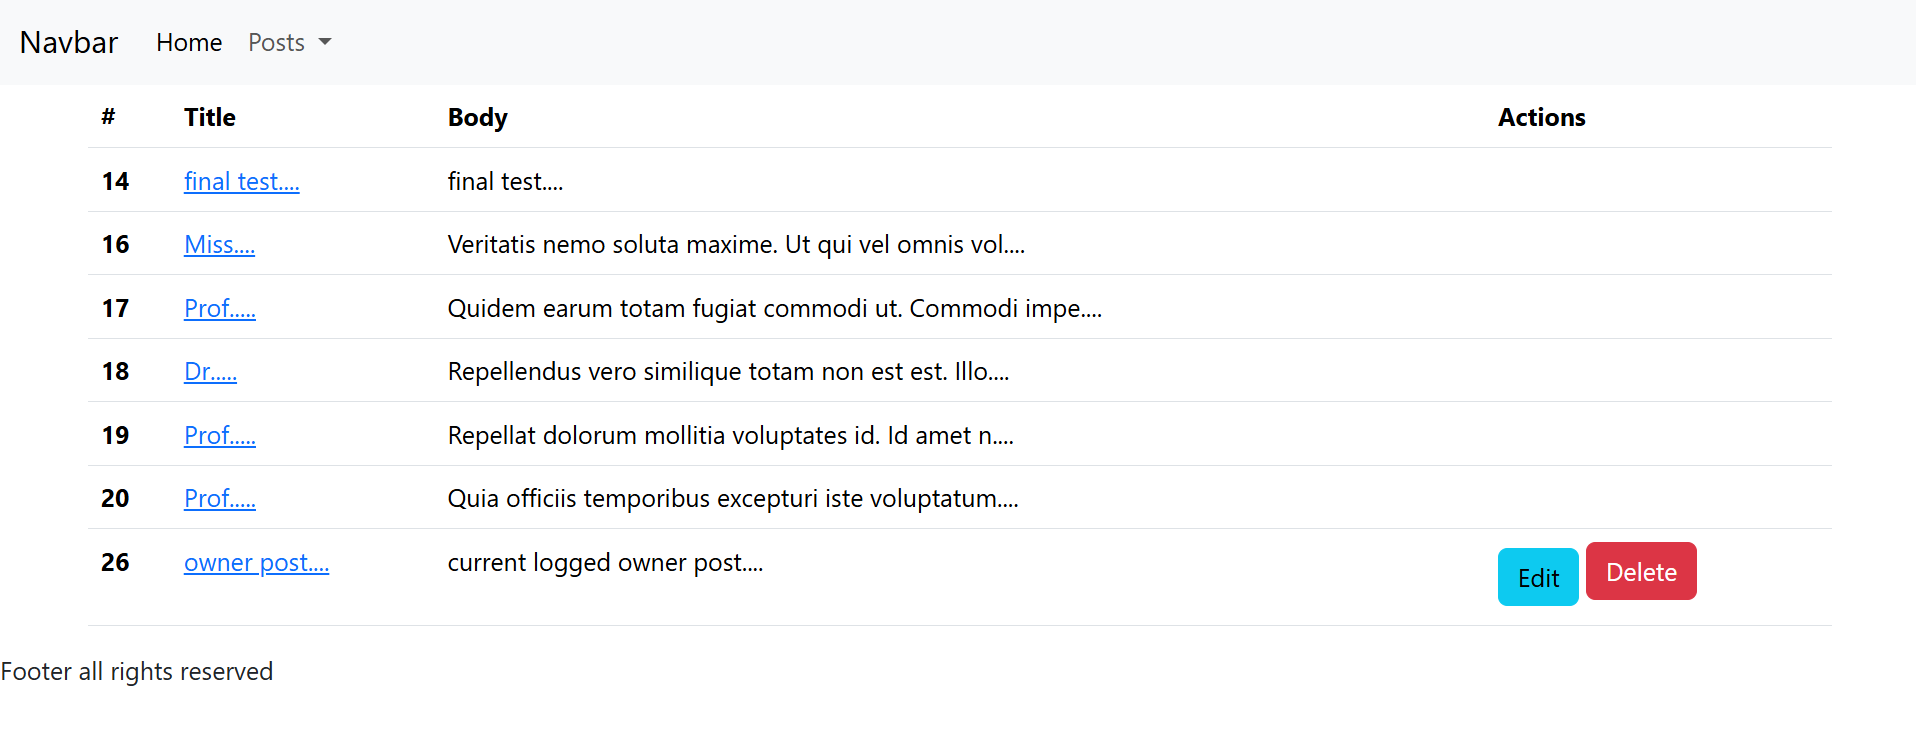 Navbar Home Posts
# Title Body Actions
14 final test.... final test....
16 Miss.... Veritatis nemo soluta maxime. Ut qui vel omnis vol....
17 Prof..... Quidem earum totam fugiat commodi ut. Commodi impe....
18 Dr..... Repellendus vero similique totam non est est. Illo....
19 Prof..... Repellat dolorum mollitia voluptates id. Id amet n....
20 Prof..... Quia officiis temporibus excepturi iste voluptatum....
26 owner post.... current logged owner post.... Edit Delete
Footer all rights reserved